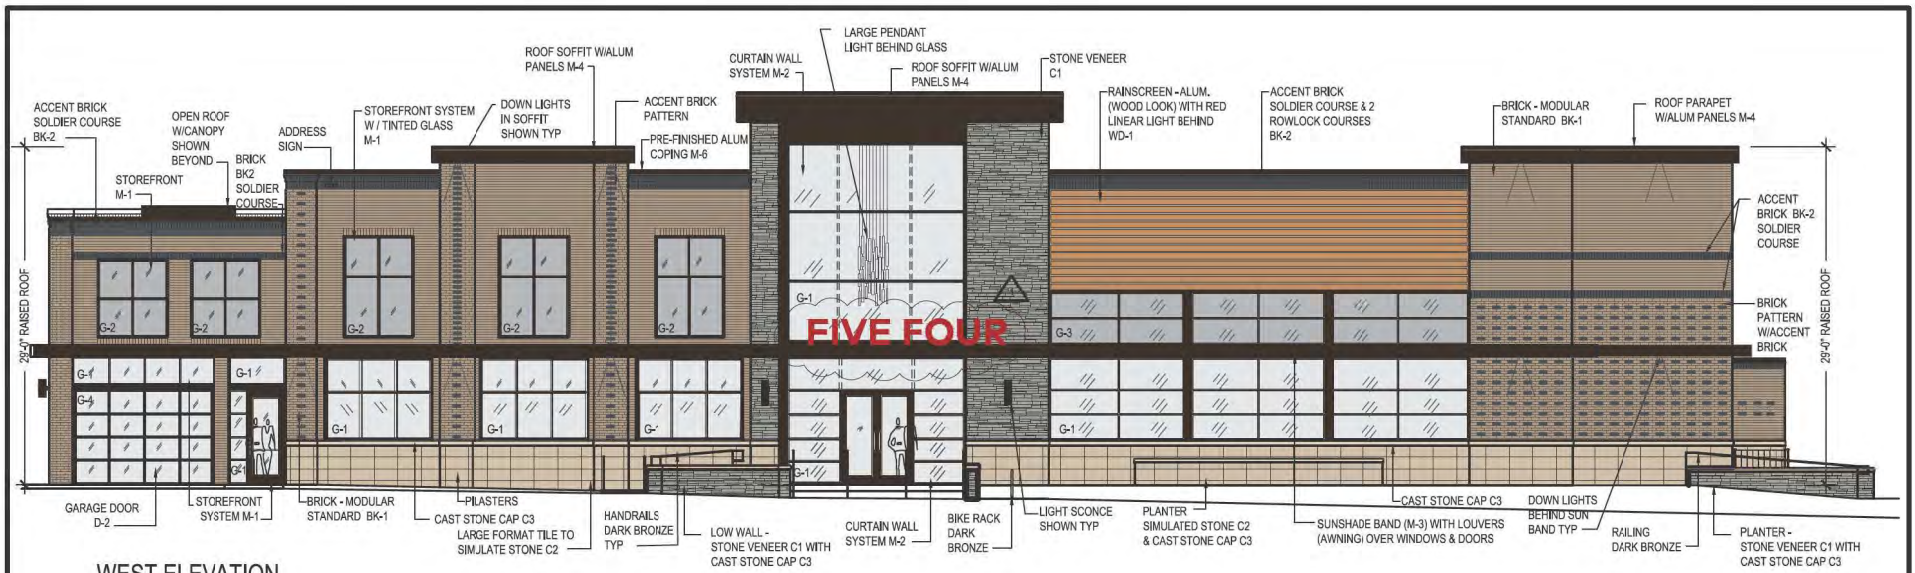 ACCENT BRICK
SOLDIER COURSE
BK-2
STOREFRONT
M-1
OPEN ROOF
W/CANOPY
SHOWN
BEYOND
BRICK
BK2
SOLDIER
COURSE
ADDRESS
SIGN
STOREFRONT SYSTEM
W / TINTED GLASS
M-1
DOWN LIGHTS
IN SOFFIT
SHOWN TYP
ROOF SOFFIT W/ALUM
PANELS M-4
ACCENT BRICK
PATTERN
PRE-FINISHED ALUM
COPING M-6
CURTAIN WALL
SYSTEM M-2
LARGE PENDANT
LIGHT BEHIND GLASS
ROOF SOFFIT W/ALUM
PANELS M-4
STONE VENEER
C1
RAINSCREEN - ALUM.
(WOOD LOOK) WITH RED
LINEAR LIGHT BEHIND
WD-1
ACCENT BRICK
SOLDIER COURSE & 2
ROWLOCK COURSES
BK-2
BRICK - MODULAR
STANDARD BK-1
ROOF PARAPET
W/ALUM PANELS M-4
ACCENT
BRICK BK-2
SOLDIER
COURSE
BRICK
PATTERN
W/ACCENT
BRICK
29'-0" RAISED ROOF
29'-0" RAISED ROOF
G-2
G-2
G-2
G-2
G-2
G-1
G-3
FIVE FOUR
G-1
G-1
G-4
G-1
G-1
G-1
G-1
G-1
G-1
G-1
GARAGE DOOR
D-2
STOREFRONT
SYSTEM M-1
BRICK - MODULAR
STANDARD BK-1
PILASTERS
CAST STONE CAP C3
LARGE FORMAT TILE TO
SIMULATE STONE C2
HANDRAILS
DARK BRONZE
TYP
LOW WALL -
STONE VENEER C1 WITH
CAST STONE CAP C3
CURTAIN WALL
SYSTEM M-2
BIKE RACK
DARK
BRONZE
LIGHT SCONCE
SHOWN TYP
PLANTER
SIMULATED STONE C2
& CAST STONE CAP C3
CAST STONE CAP C3
SUNSHADE BAND (M-3) WITH LOUVERS
(AWNING) OVER WINDOWS & DOORS
DOWN LIGHTS
BEHIND SUN
BAND TYP
RAILING
DARK BRONZE
PLANTER -
STONE VENEER C1 WITH
CAST STONE CAP C3
WEST ELEVATION